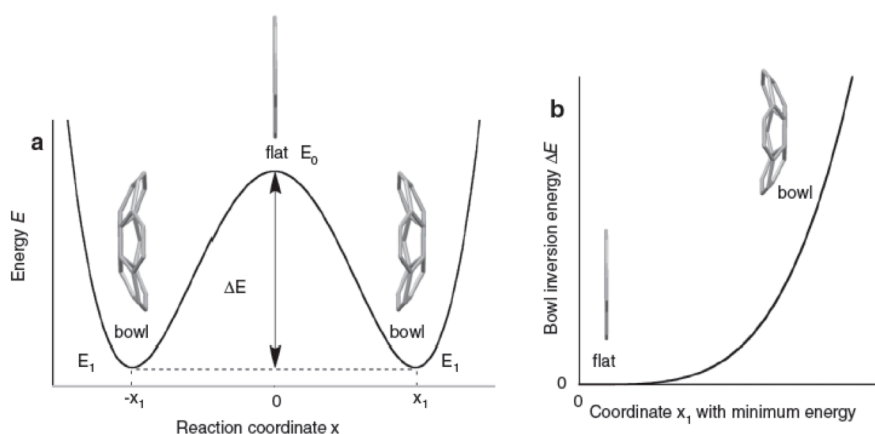 a
flat E₀
Energy E
ΔE
bowl
bowl
E₁
E₁
-x₁
0
x₁
Reaction coordinate x
b
Bowl inversion energy ΔE
bowl
flat
0
0
Coordinate x₁ with minimum energy